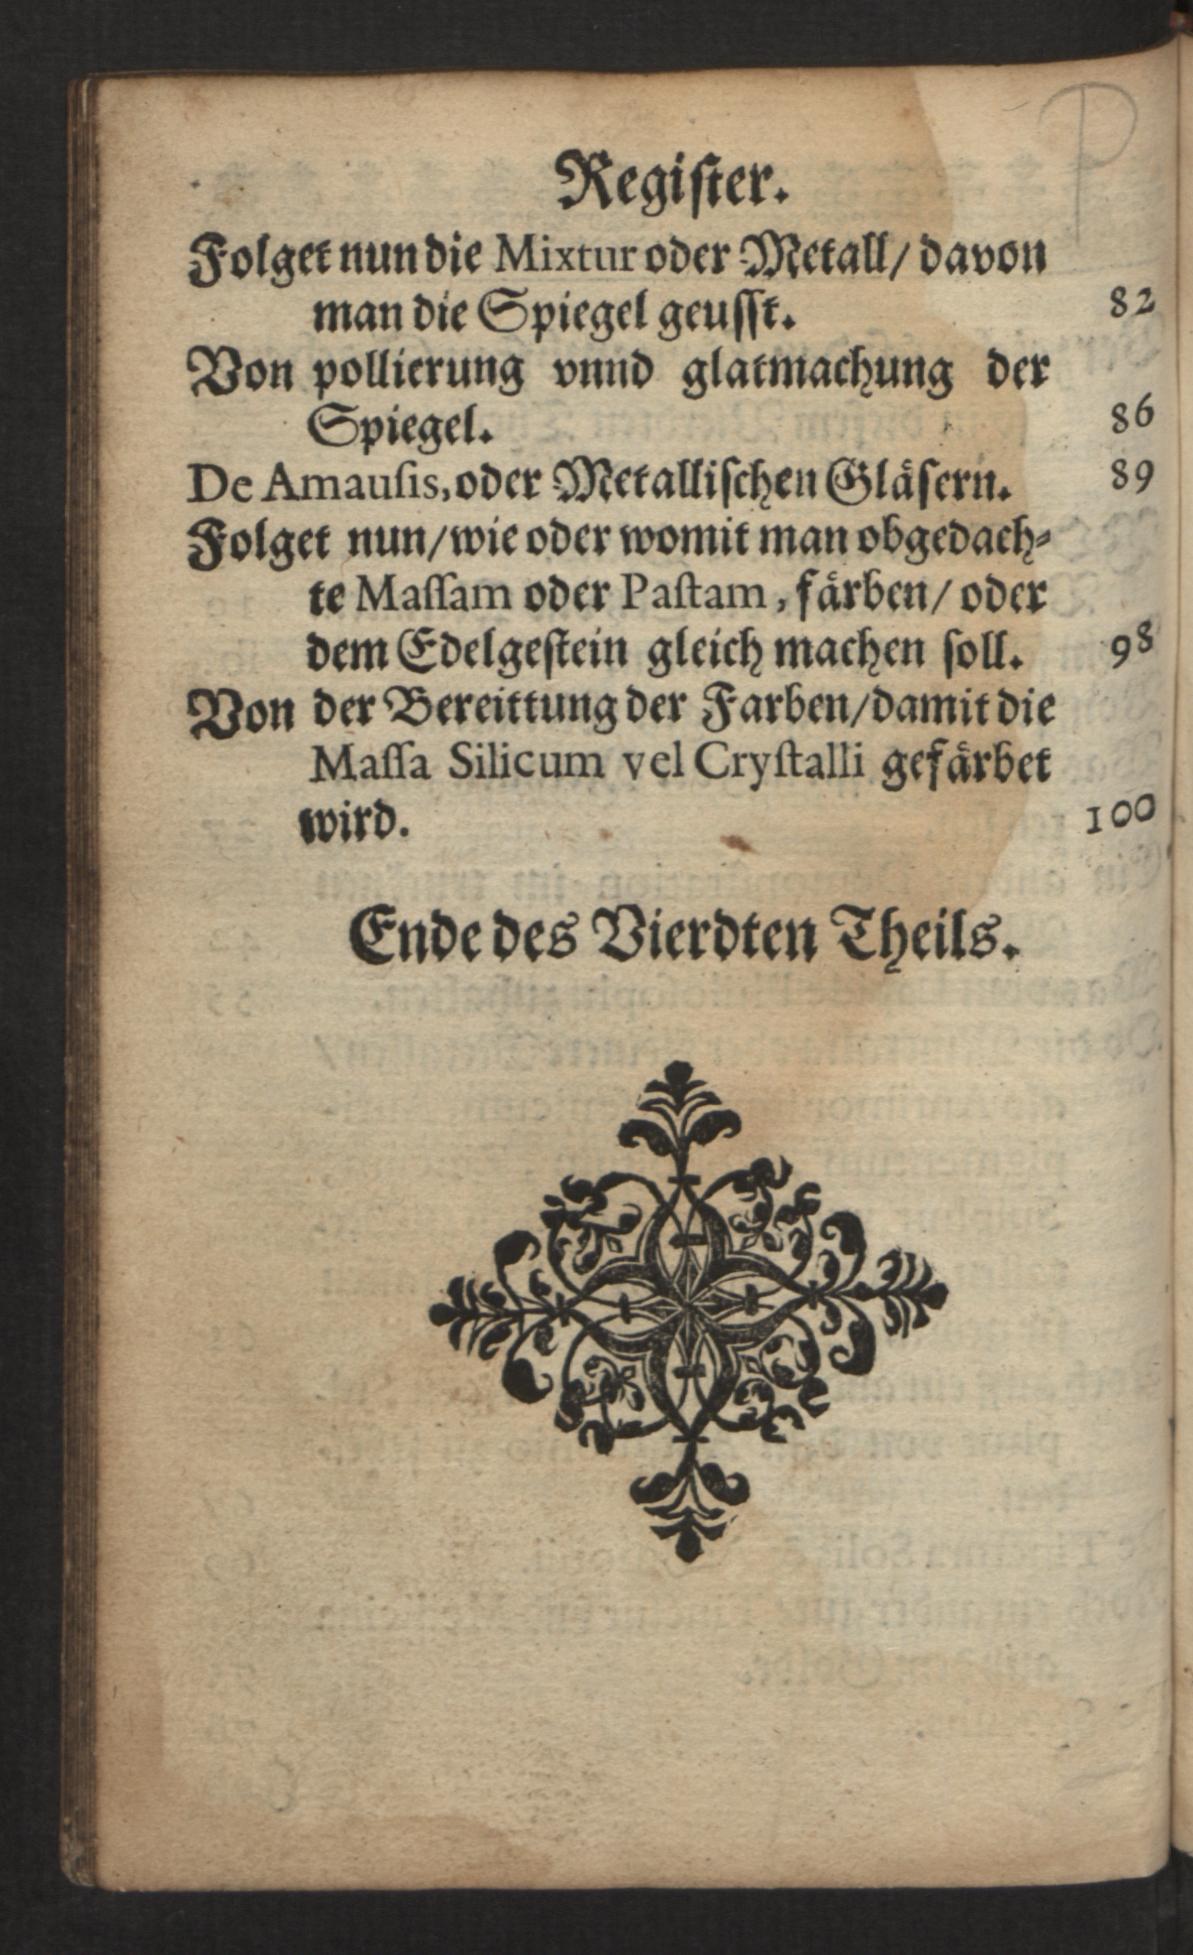 Regiſter.
Folget nun die Mixtur oder Metall/ davon
man die Spiegel geuſſt. 82
Von pollierung vnnd glatmachung der
Spiegel. 86
De Amauſis, oder Metalliſchen Gläſern. 89
Folget nun/wie oder womit man obgedach⸗
te Maſſam oder Paſtam, färben/ oder
dem Edelgeſtein gleich machen ſoll. 98
Von der Bereittung der Farben/damit die
Maſſa Silicum vel Cryſtalli gefärbet
wird. 100
Ende des Vierdten Theils.